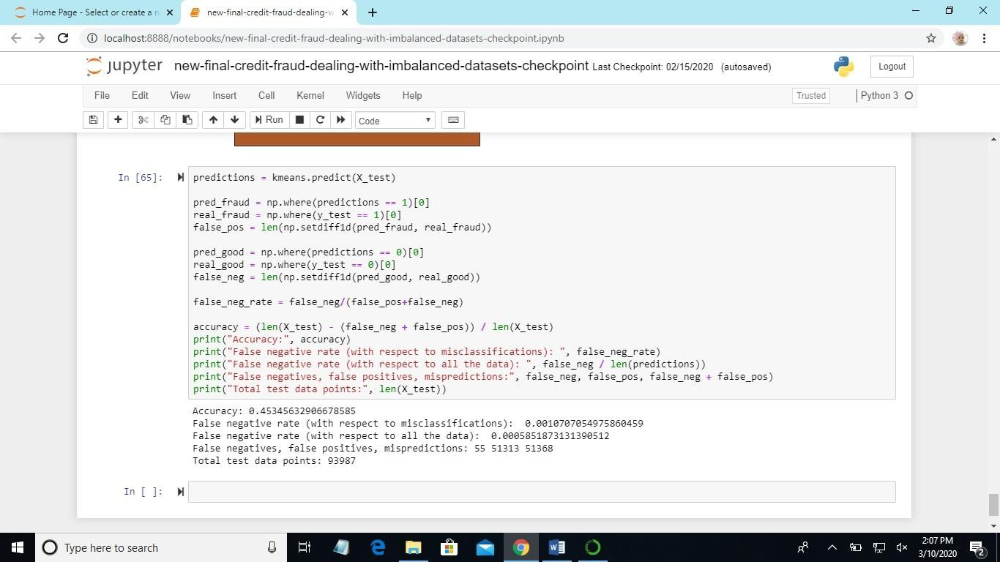 Home Page - Select or create a n
new-final-credit-fraud-dealing-w
localhost:8888/notebooks/new-final-credit-fraud-dealing-with-imbalanced-datasets-checkpoint.ipynb
jupyter new-final-credit-fraud-dealing-with-imbalanced-datasets-checkpoint Last Checkpoint: 02/15/2020 (autosaved)
Logout
File Edit View Insert Cell Kernel Widgets Help
Trusted
Python 3
Run
Code
In [65]:
predictions = kmeans.predict(X_test)
pred_fraud = np.where(predictions == 1)[0]
real_fraud = np.where(y_test == 1)[0]
false_pos = len(np.setdiff1d(pred_fraud, real_fraud))
pred_good = np.where(predictions == 0)[0]
real_good = np.where(y_test == 0)[0]
false_neg = len(np.setdiff1d(pred_good, real_good))
false_neg_rate = false_neg/(false_pos+false_neg)
accuracy = (len(X_test) - (false_neg + false_pos)) / len(X_test)
print("Accuracy:", accuracy)
print("False negative rate (with respect to misclassifications): ", false_neg_rate)
print("False negative rate (with respect to all the data): ", false_neg / len(predictions))
print("False negatives, false positives, mispredictions:", false_neg, false_pos, false_neg + false_pos)
print("Total test data points:", len(X_test))
Accuracy: 0.45345632906678585
False negative rate (with respect to misclassifications):  0.0010707054975860459
False negative rate (with respect to all the data):  0.0005851873131390512
False negatives, false positives, mispredictions: 55 51313 51368
Total test data points: 93987
In [ ]:
Type here to search
2:07 PM
3/10/2020
2